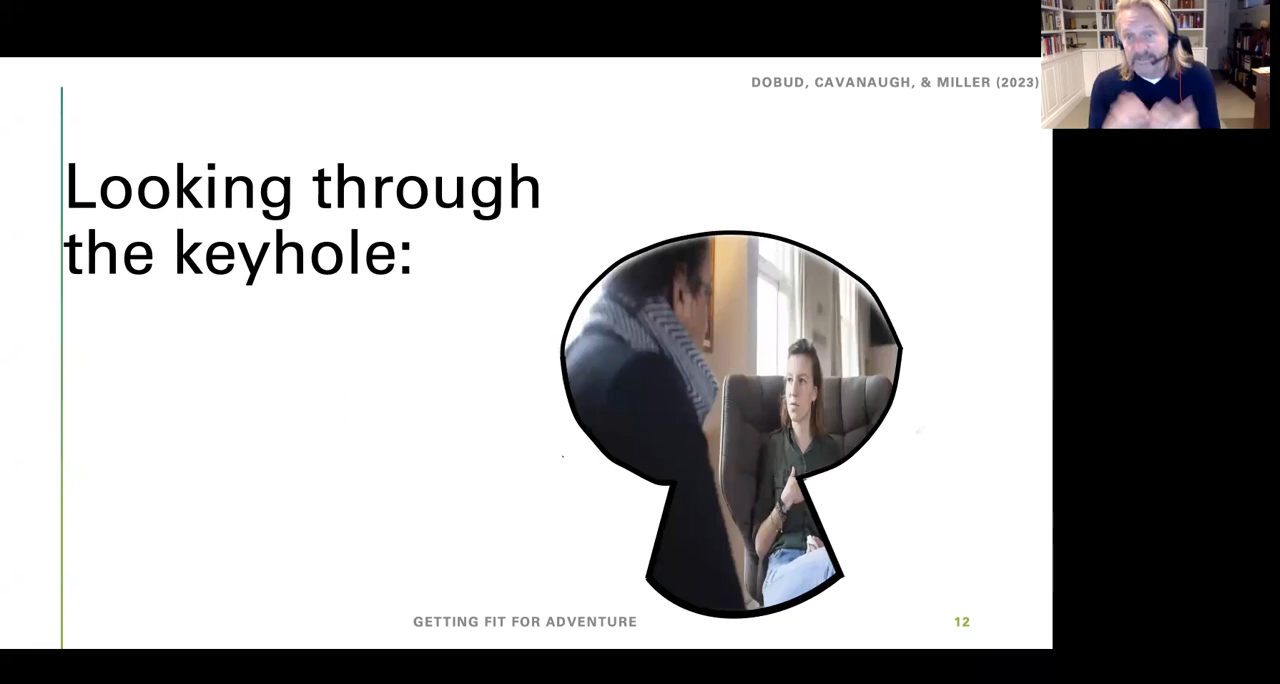 DOBUD, CAVANAUGH, & MILLER (2023)
Looking through
the keyhole:
GETTING FIT FOR ADVENTURE
12